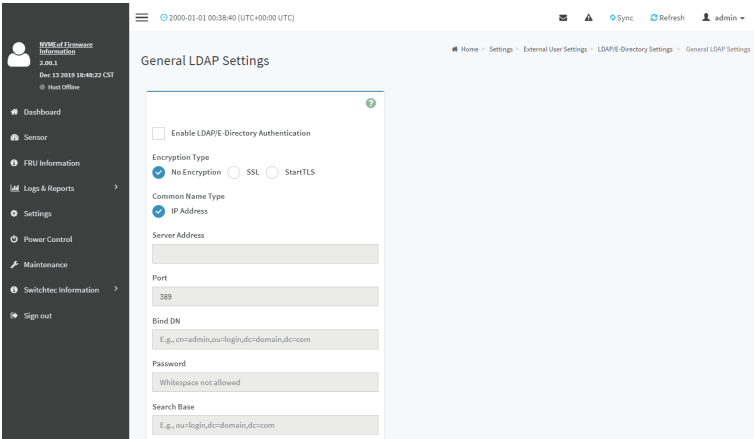 2000-01-01 00:38:40 (UTC+00:00 UTC)
Sync
Refresh
admin
NVMEof Firmware
Information
2.00.1
Dec 13 2019 18:48:22 CST
Host Offline
Dashboard
Sensor
FRU Information
Logs & Reports
Settings
Power Control
Maintenance
Switchtec Information
Sign out
General LDAP Settings
Home - Settings - External User Settings - LDAP/E-Directory Settings - General LDAP Settings
Enable LDAP/E-Directory Authentication
Encryption Type
No Encryption SSL StartTLS
Common Name Type
IP Address
Server Address
Port
389
Bind DN
E.g., cn=admin,ou=login,dc=domain,dc=com
Password
Whitespace not allowed
Search Base
E.g., ou=login,dc=domain,dc=com